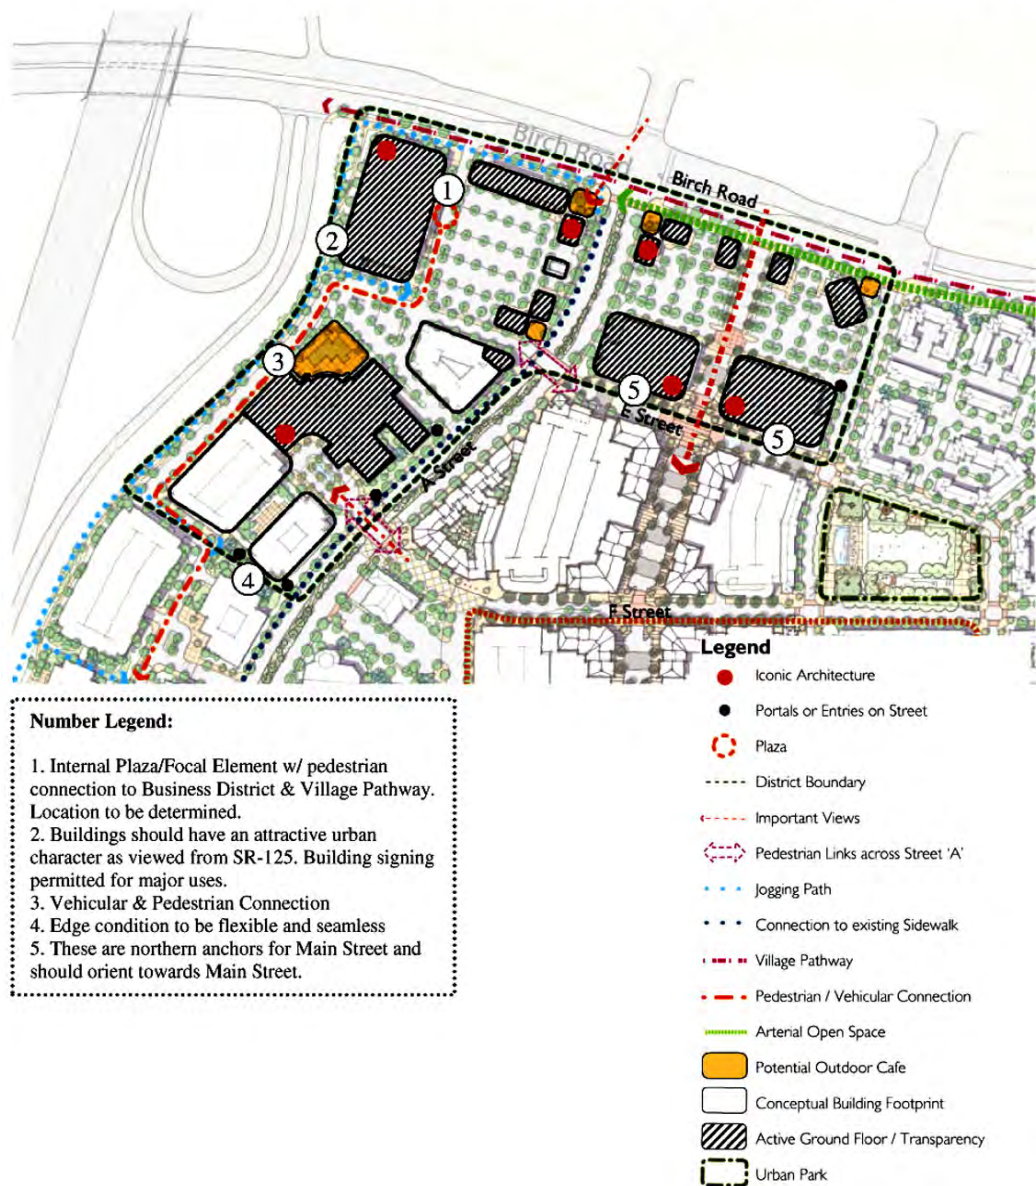 Birch Road
Birch Road
1
2
3
4
5
5
E Street
A Street
F Street
Legend
Iconic Architecture
Portals or Entries on Street
Plaza
District Boundary
Important Views
Pedestrian Links across Street 'A'
Jogging Path
Connection to existing Sidewalk
Village Pathway
Pedestrian / Vehicular Connection
Arterial Open Space
Potential Outdoor Cafe
Conceptual Building Footprint
Active Ground Floor / Transparency
Urban Park
Number Legend:
1. Internal Plaza/Focal Element w/ pedestrian
connection to Business District & Village Pathway.
Location to be determined.
2. Buildings should have an attractive urban
character as viewed from SR-125. Building signing
permitted for major uses.
3. Vehicular & Pedestrian Connection
4. Edge condition to be flexible and seamless
5. These are northern anchors for Main Street and
should orient towards Main Street.